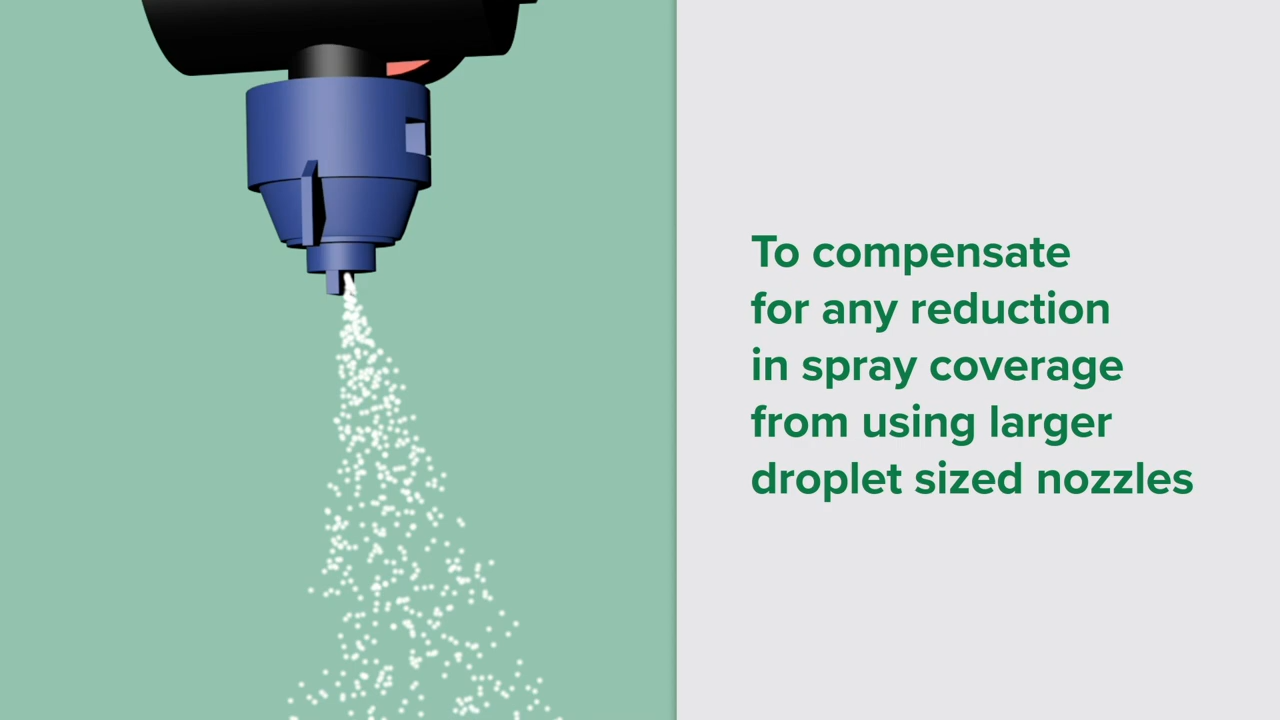 To compensate
for any reduction
in spray coverage
from using larger
droplet sized nozzles